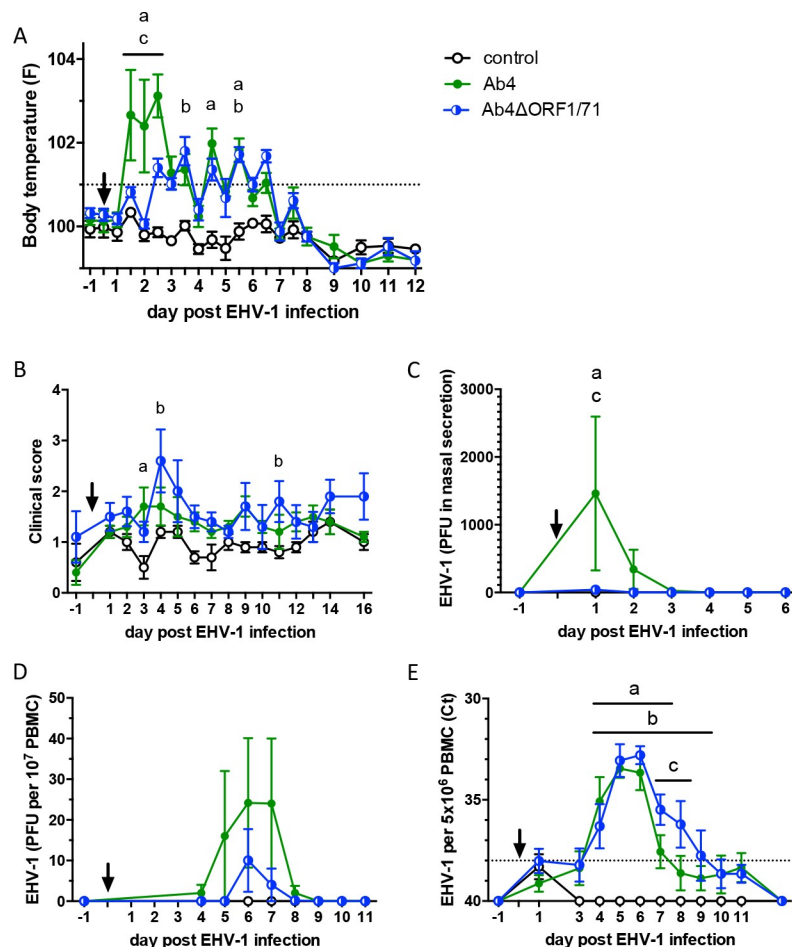 A
a
c
104
102
100
Body temperature (F)
b
a
a
b
-1 1 2 3 4 5 6 7 8 9 10 11 12
day post EHV-1 infection
control
Ab4
Ab4ΔORF1/71
B
4
3
2
1
0
Clinical score
a
b
b
-1 1 2 3 4 5 6 7 8 9 10 12 14 16
day post EHV-1 infection
C
a
c
3000
2000
1000
0
EHV-1 (PFU in nasal secretion)
-1 1 2 3 4 5 6
day post EHV-1 infection
D
50
40
30
20
10
0
EHV-1 (PFU per 10⁷ PBMC)
-1 1 2 3 4 5 6 7 8 9 10 11
day post EHV-1 infection
E
30
35
40
EHV-1 per 5x10⁶ PBMC (Ct)
a
b
c
-1 1 3 4 5 6 7 8 9 10 11
day post EHV-1 infection